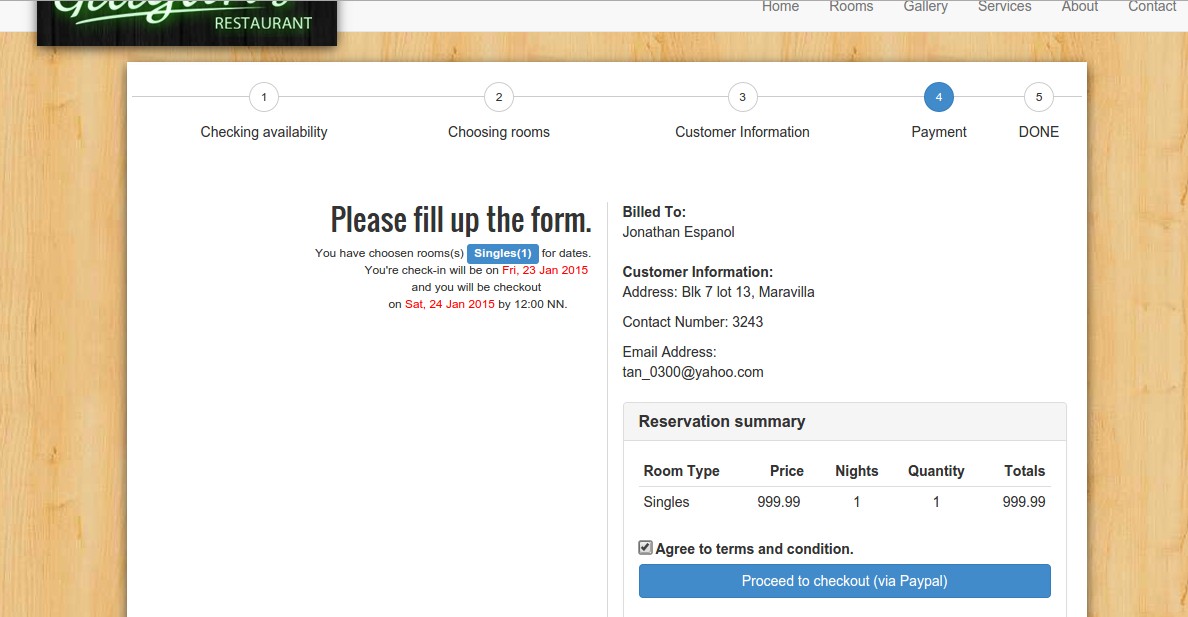 RESTAURANT
Home Rooms Gallery Services About Contact
1 2 3 4 5
Checking availability Choosing rooms Customer Information Payment DONE
Please fill up the form.
You have choosen rooms(s) Singles(1) for dates.
You're check-in will be on Fri, 23 Jan 2015
and you will be checkout
on Sat, 24 Jan 2015 by 12:00 NN.
Billed To:
Jonathan Espanol
Customer Information:
Address: Blk 7 lot 13, Maravilla
Contact Number: 3243
Email Address:
tan_0300@yahoo.com
Reservation summary
Room Type Price Nights Quantity Totals
Singles 999.99 1 1 999.99
Agree to terms and condition.
Proceed to checkout (via Paypal)